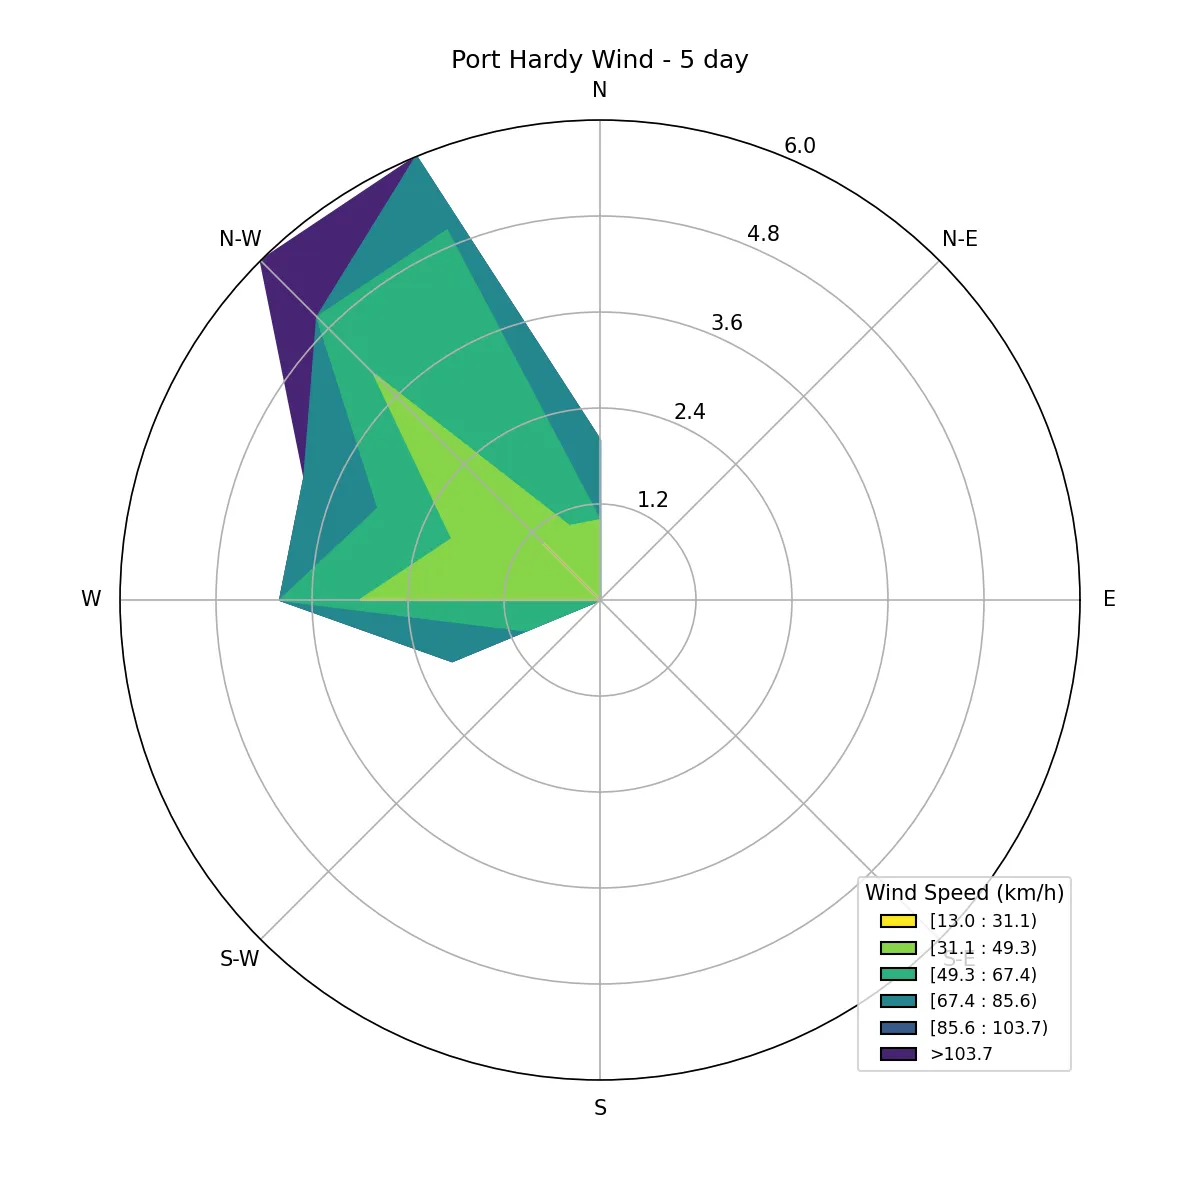 Port Hardy Wind - 5 day
N
6.0
N-W
N-E
4.8
3.6
2.4
1.2
W
E
Wind Speed (km/h)
[13.0 : 31.1)
[31.1 : 49.3)
S-W
S-E
[49.3 : 67.4)
[67.4 : 85.6)
[85.6 : 103.7)
>103.7
S